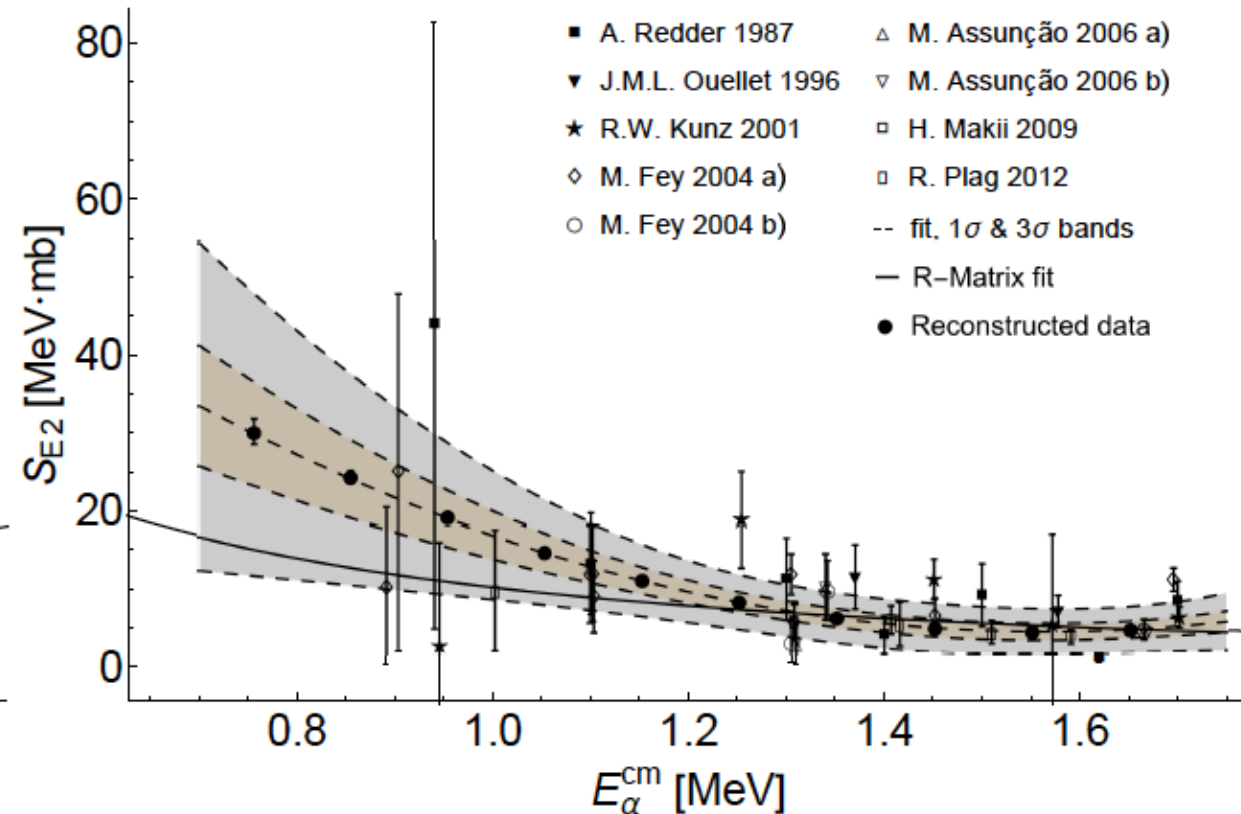 80
60
40
20
0
S_E2 [MeV·mb]
A. Redder 1987
J.M.L. Ouellet 1996
R.W. Kunz 2001
M. Fey 2004 a)
M. Fey 2004 b)
M. Assunção 2006 a)
M. Assunção 2006 b)
H. Makii 2009
R. Plag 2012
fit, 1σ & 3σ bands
R-Matrix fit
Reconstructed data
0.8 1.0 1.2 1.4 1.6
E_α^cm [MeV]